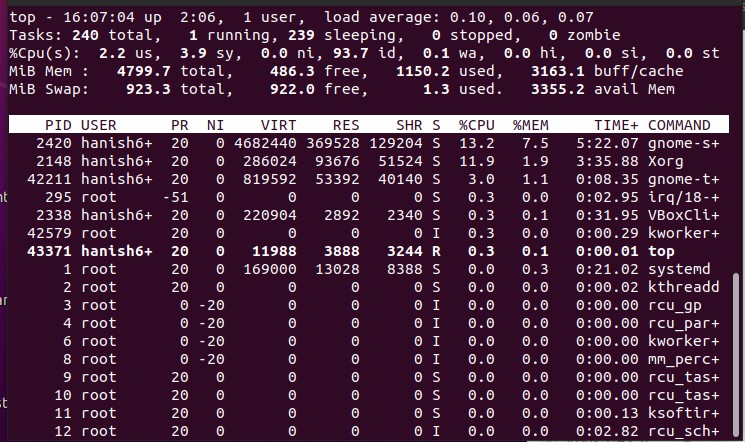 top - 16:07:04 up  2:06,  1 user,  load average: 0.10, 0.06, 0.07
Tasks: 240 total,   1 running, 239 sleeping,   0 stopped,   0 zombie
%Cpu(s):  2.2 us,  3.9 sy,  0.0 ni, 93.7 id,  0.1 wa,  0.0 hi,  0.0 si,  0.0 st
MiB Mem :   4799.7 total,    486.3 free,   1150.2 used,   3163.1 buff/cache
MiB Swap:    923.3 total,    922.0 free,      1.3 used.   3355.2 avail Mem
PID USER      PR  NI    VIRT    RES    SHR S  %CPU  %MEM     TIME+ COMMAND
2420 hanish6+  20   0 4682440 369528 129204 S  13.2   7.5   5:22.07 gnome-s+
2148 hanish6+  20   0  286024  93676  51524 S  11.9   1.9   3:35.88 Xorg
42211 hanish6+  20   0  819592  53392  40140 S   3.0   1.1   0:08.35 gnome-t+
295 root     -51   0       0      0      0 S   0.3   0.0   0:02.95 irq/18-+
2338 hanish6+  20   0  220904   2892   2340 S   0.3   0.1   0:31.95 VBoxCli+
42579 root      20   0       0      0      0 I   0.3   0.0   0:00.29 kworker+
43371 hanish6+  20   0   11988   3888   3244 R   0.3   0.1   0:00.01 top
1 root      20   0  169000  13028   8388 S   0.0   0.3   0:21.02 systemd
2 root      20   0       0      0      0 S   0.0   0.0   0:00.02 kthreadd
3 root       0 -20       0      0      0 I   0.0   0.0   0:00.00 rcu_gp
4 root       0 -20       0      0      0 I   0.0   0.0   0:00.00 rcu_par+
6 root       0 -20       0      0      0 I   0.0   0.0   0:00.00 kworker+
8 root       0 -20       0      0      0 I   0.0   0.0   0:00.00 mm_perc+
9 root      20   0       0      0      0 S   0.0   0.0   0:00.00 rcu_tas+
10 root      20   0       0      0      0 S   0.0   0.0   0:00.00 rcu_tas+
11 root      20   0       0      0      0 S   0.0   0.0   0:00.13 ksoftir+
12 root      20   0       0      0      0 I   0.0   0.0   0:02.82 rcu_sch+